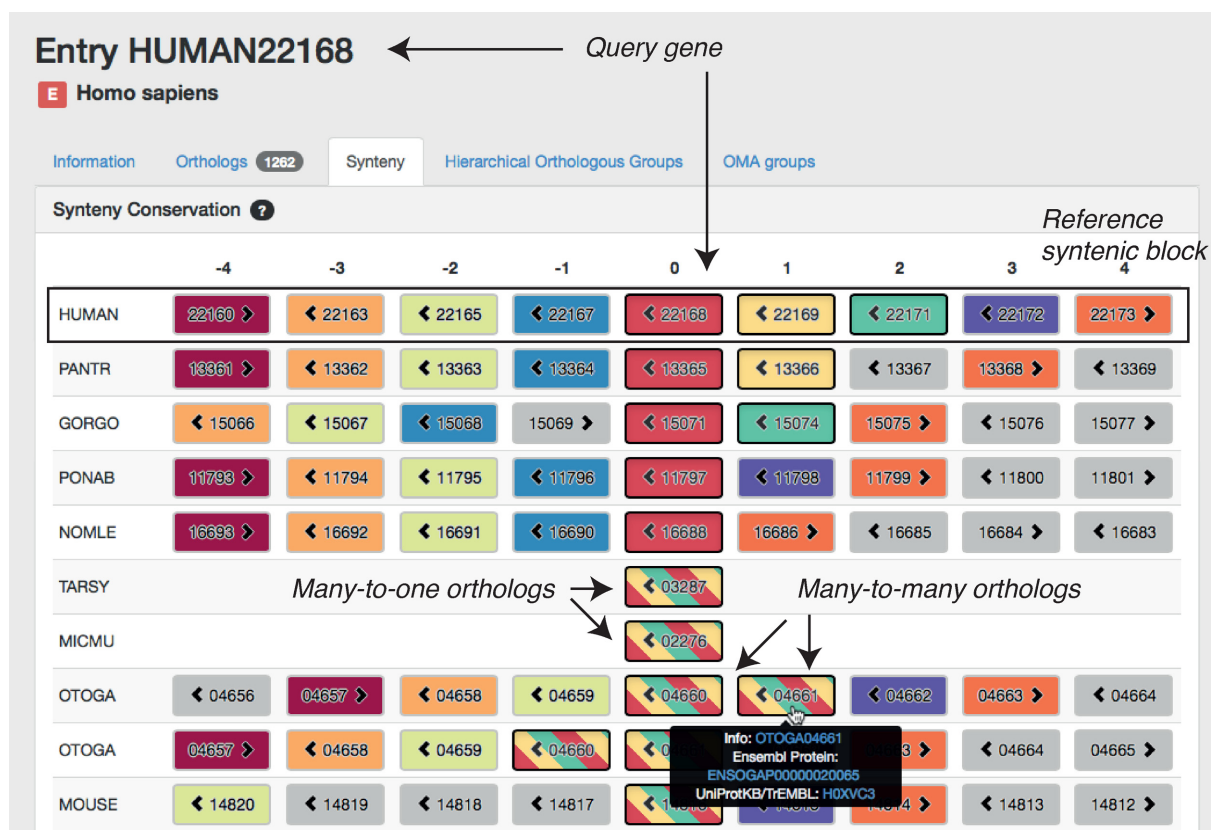 Entry HUMAN22168
Query gene
E Homo sapiens
Information Orthologs 1262 Synteny Hierarchical Orthologous Groups OMA groups
Synteny Conservation ?
Reference
syntenic block
-4 -3 -2 -1 0 1 2 3 4
HUMAN 22160 22163 22165 22167 22168 22169 22171 22172 22173
PANTR 13361 13362 13363 13364 13365 13366 13367 13368 13369
GORGO 15066 15067 15068 15069 15071 15074 15075 15076 15077
PONAB 11793 11794 11795 11796 11797 11798 11799 11800 11801
NOMLE 16693 16692 16691 16690 16688 16686 16685 16684 16683
TARSY 03287
Many-to-one orthologs Many-to-many orthologs
MICMU 02276
OTOGA 04656 04657 04658 04659 04660 04661 04662 04663 04664
OTOGA 04657 04658 04659 04660 04664 04665
Info: OTOGA04661
Ensembl Protein:
ENSOGAP00000020065
UniProtKB/TrEMBL: H0XVC3
MOUSE 14820 14819 14818 14817 14813 14812